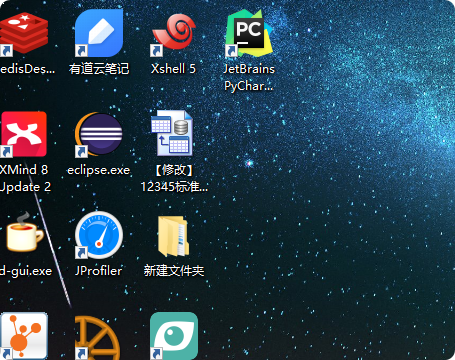 edisDes...
有道云笔记
Xshell 5
PC
JetBrains
PyChar...
XMind 8
Update 2
eclipse.exe
【修改】
12345标准...
d-gui.exe
JProfiler
新建文件夹